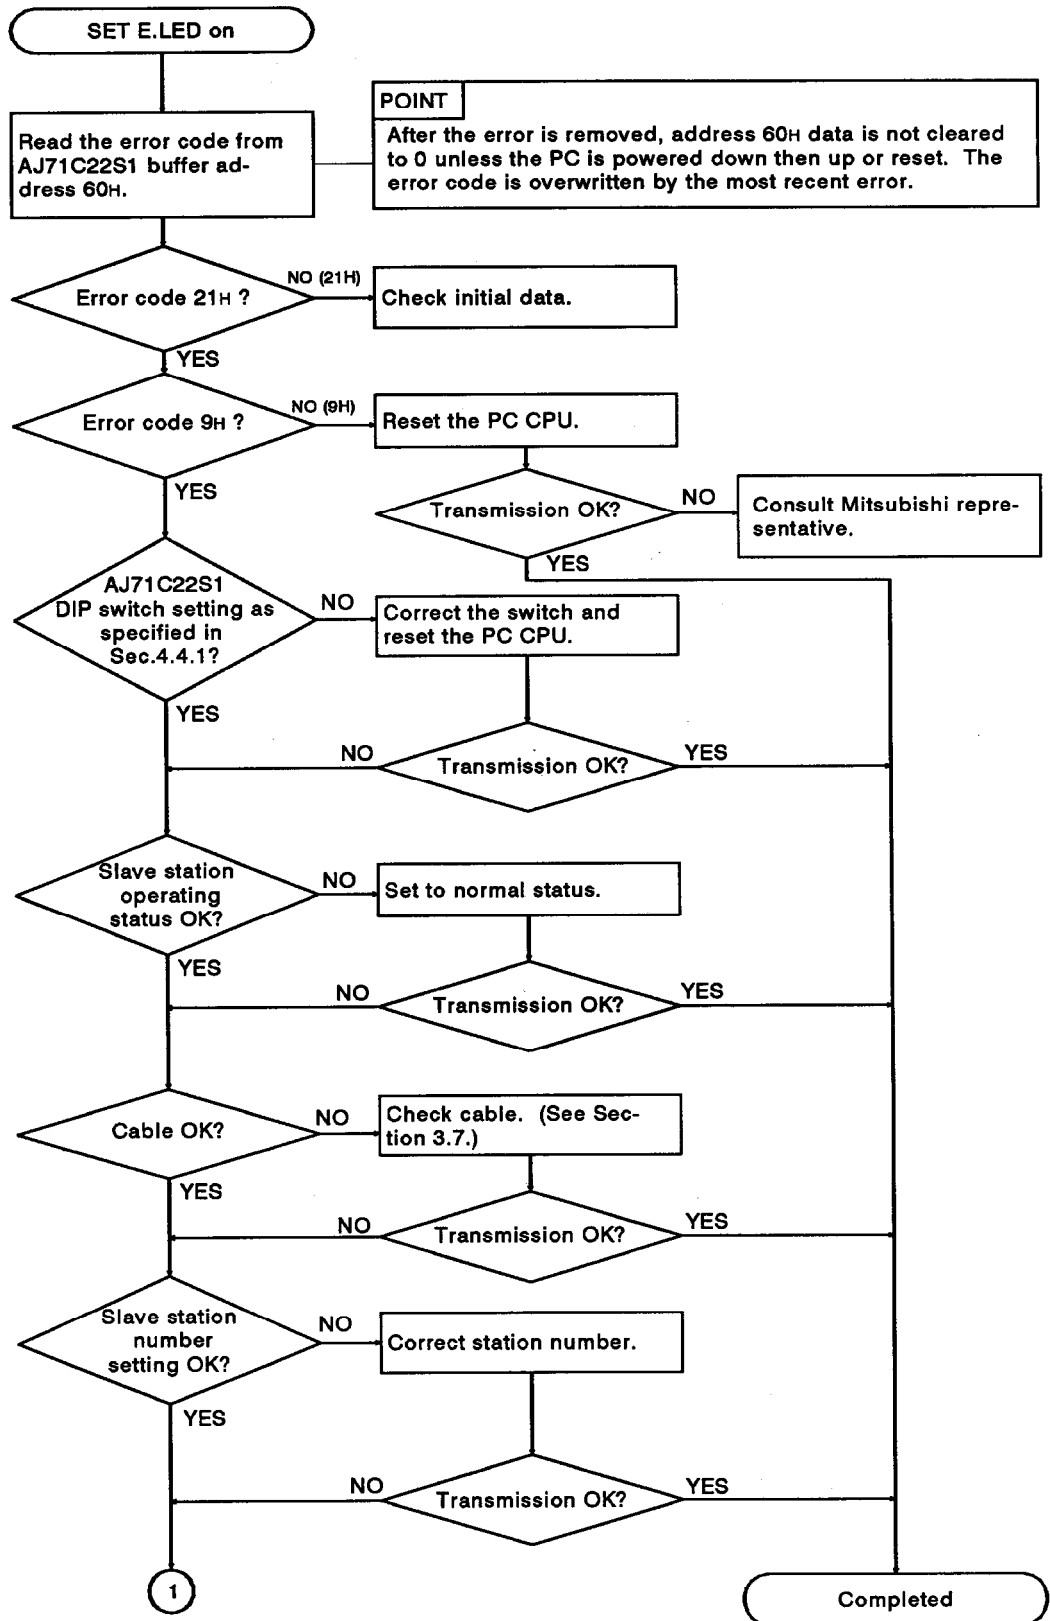 SET E.LED on
POINT
After the error is removed, address 60H data is not cleared
to 0 unless the PC is powered down then up or reset. The
error code is overwritten by the most recent error.
Read the error code from
AJ71C22S1 buffer ad-
dress 60H.
Error code 21H ?
NO (21H)
Check initial data.
YES
Error code 9H ?
NO (9H)
Reset the PC CPU.
YES
Transmission OK?
NO
Consult Mitsubishi repre-
sentative.
YES
AJ71C22S1
DIP switch setting as
specified in
Sec.4.4.1?
NO
Correct the switch and
reset the PC CPU.
YES
NO
Transmission OK?
YES
Slave station
operating
status OK?
NO
Set to normal status.
YES
NO
Transmission OK?
YES
Cable OK?
NO
Check cable. (See Sec-
tion 3.7.)
YES
NO
Transmission OK?
YES
Slave station
number
setting OK?
NO
Correct station number.
YES
NO
Transmission OK?
YES
1
Completed